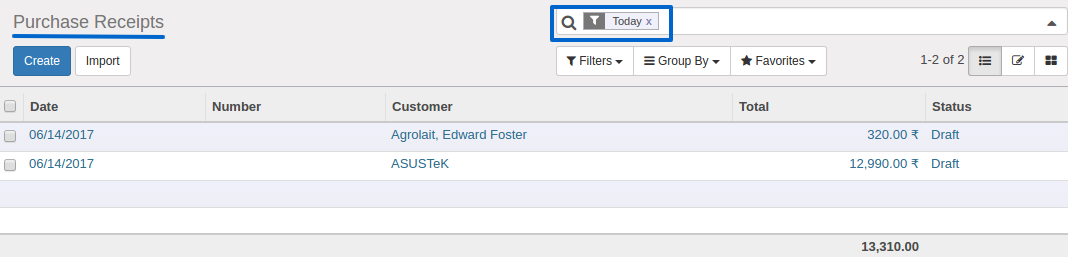 Purchase Receipts
Today x
Create Import
Filters Group By Favorites 1-2 of 2
Date Number Customer Total Status
06/14/2017 Agrolait, Edward Foster 320.00 ₹ Draft
06/14/2017 ASUSTeK 12,990.00 ₹ Draft
13,310.00